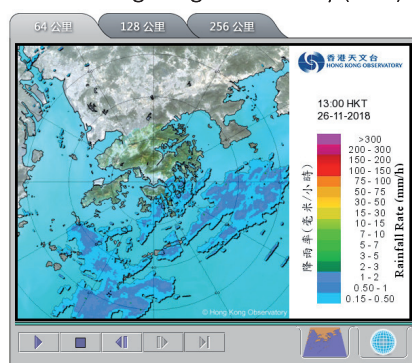 64 公里
128 公里
256 公里
香港天文台
HONG KONG OBSERVATORY
13:00 HKT
26-11-2018
>300
200 - 300
150 - 200
100 - 150
75 - 100
50 - 75
30 - 50
15 - 30
10 - 15
7 - 10
5 - 7
3 - 5
2 - 3
1 - 2
0.50 - 1
0.15 - 0.50
降雨率(毫米/小時)
Rainfall Rate (mm/h)
© Hong Kong Observatory